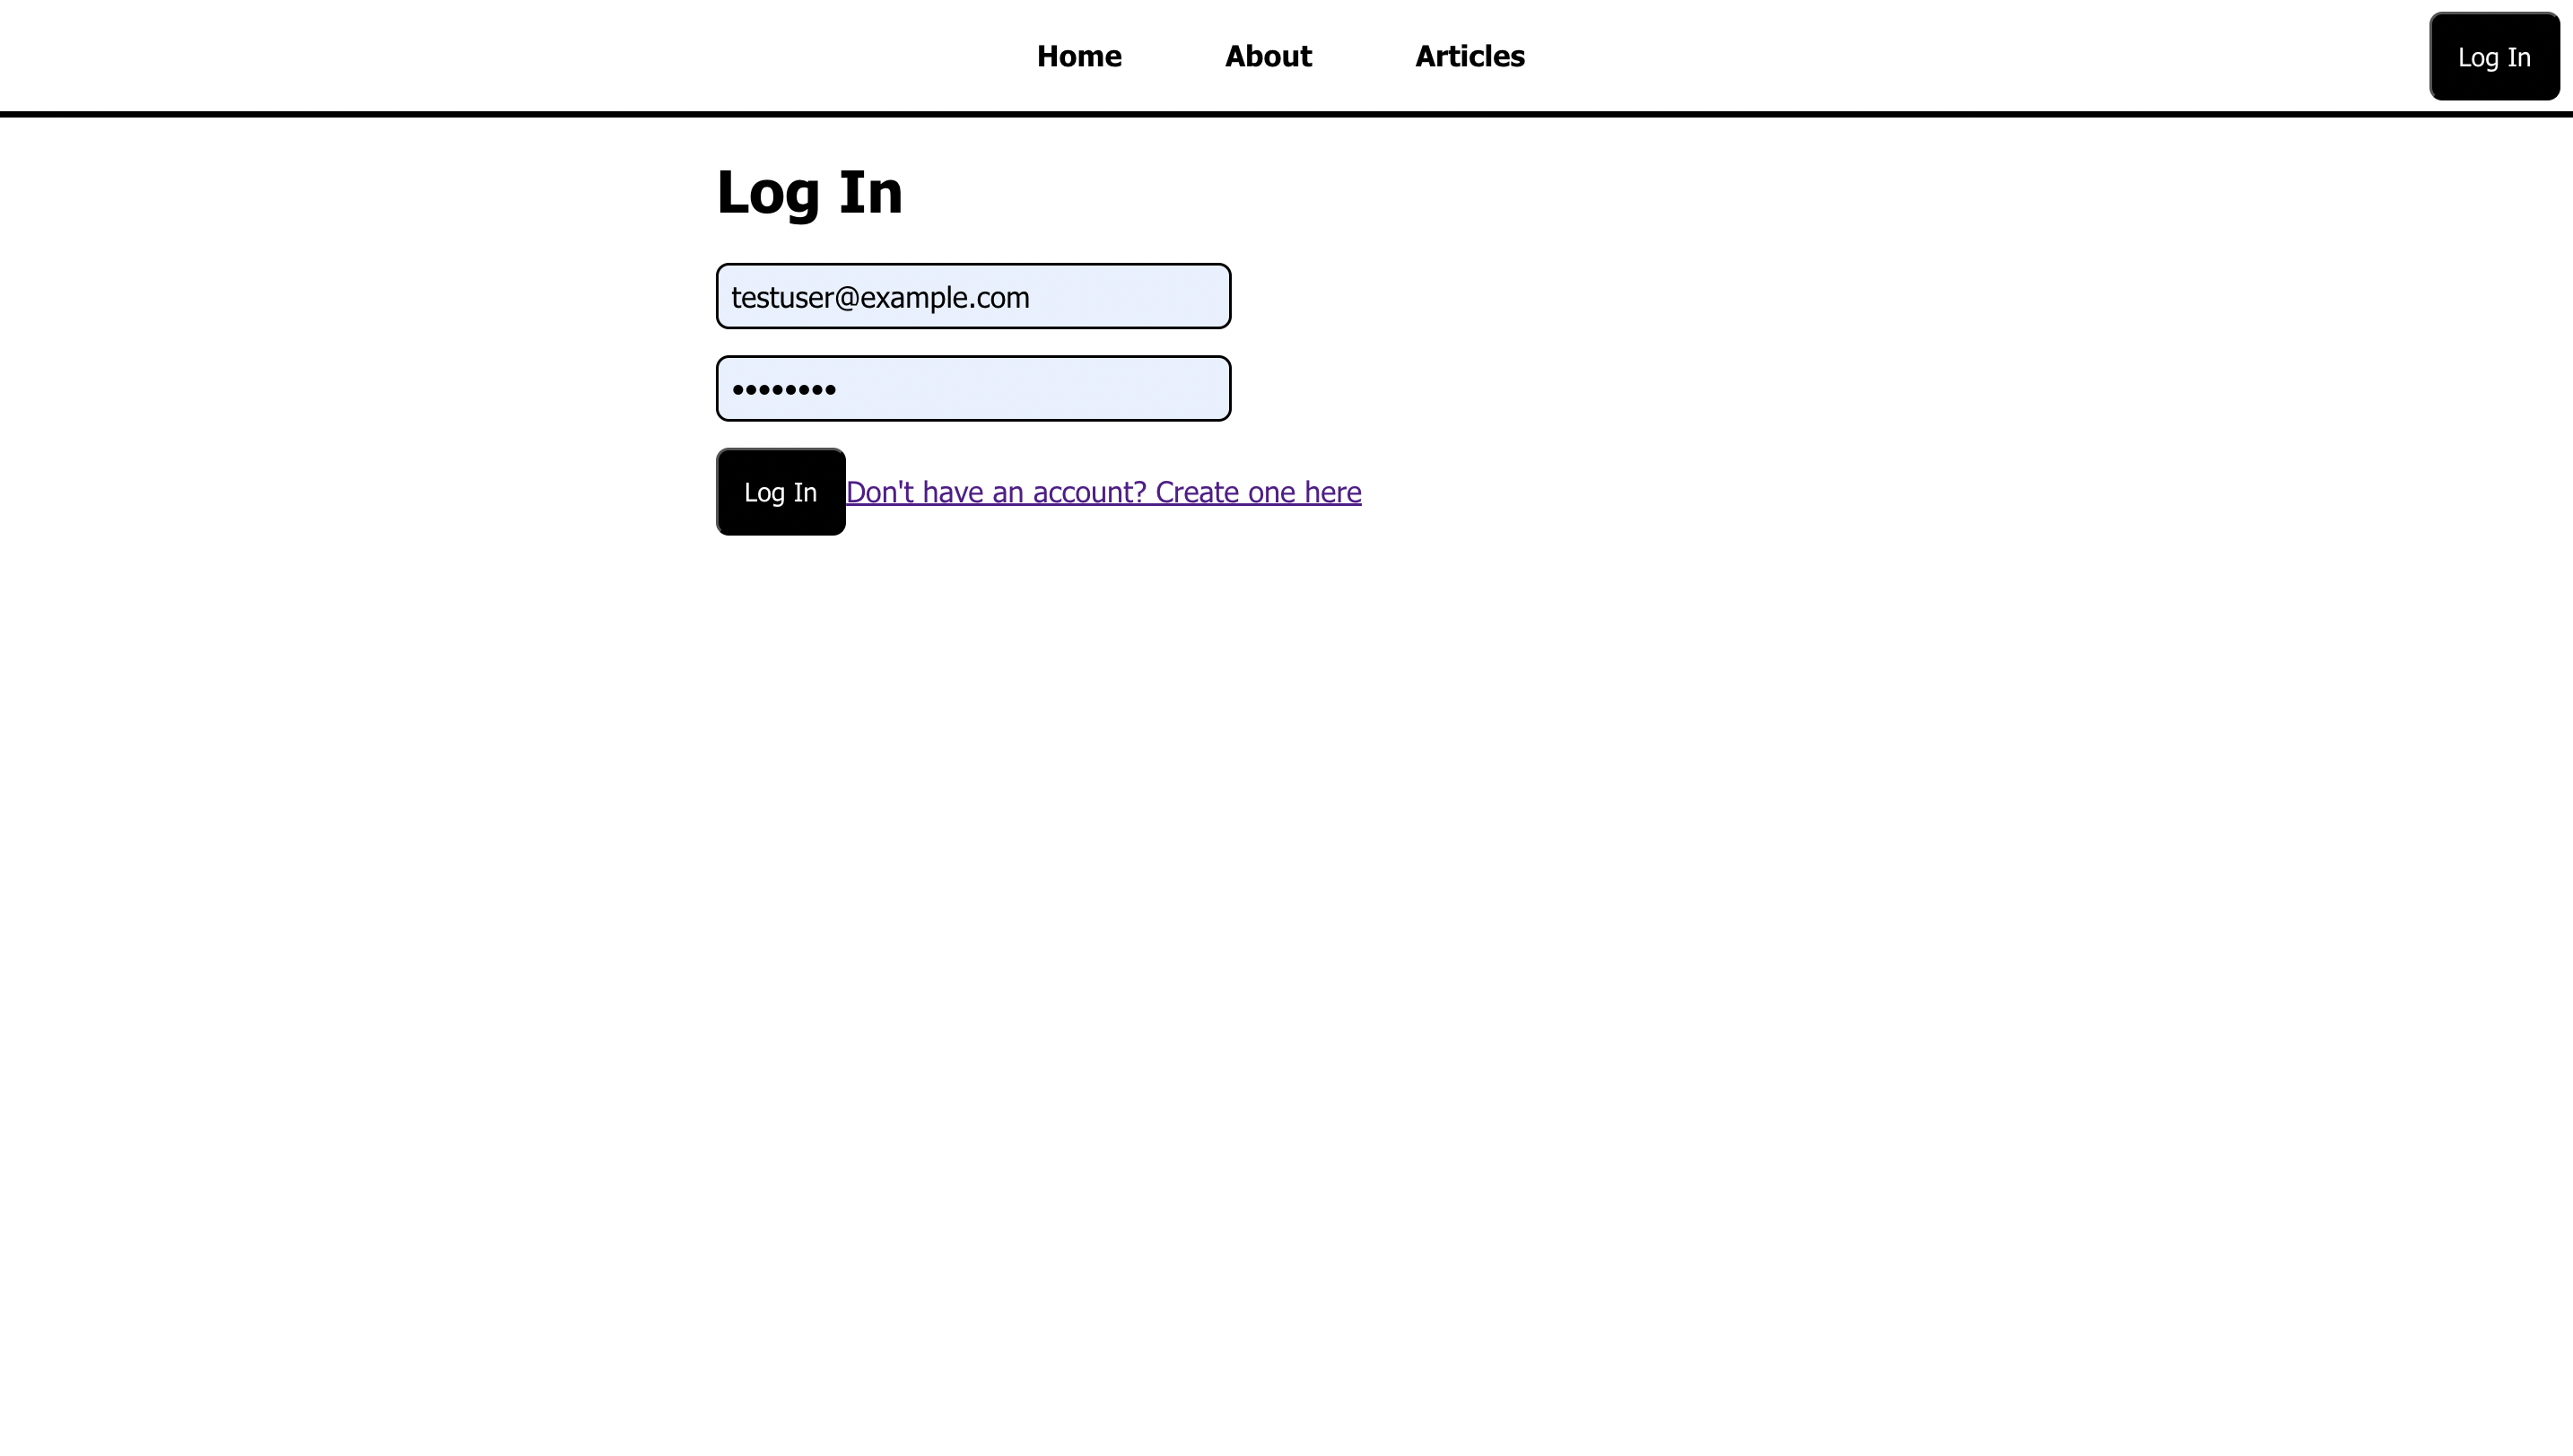 Home About Articles Log In
Log In
testuser@example.com
••••••••
Log In Don't have an account? Create one here